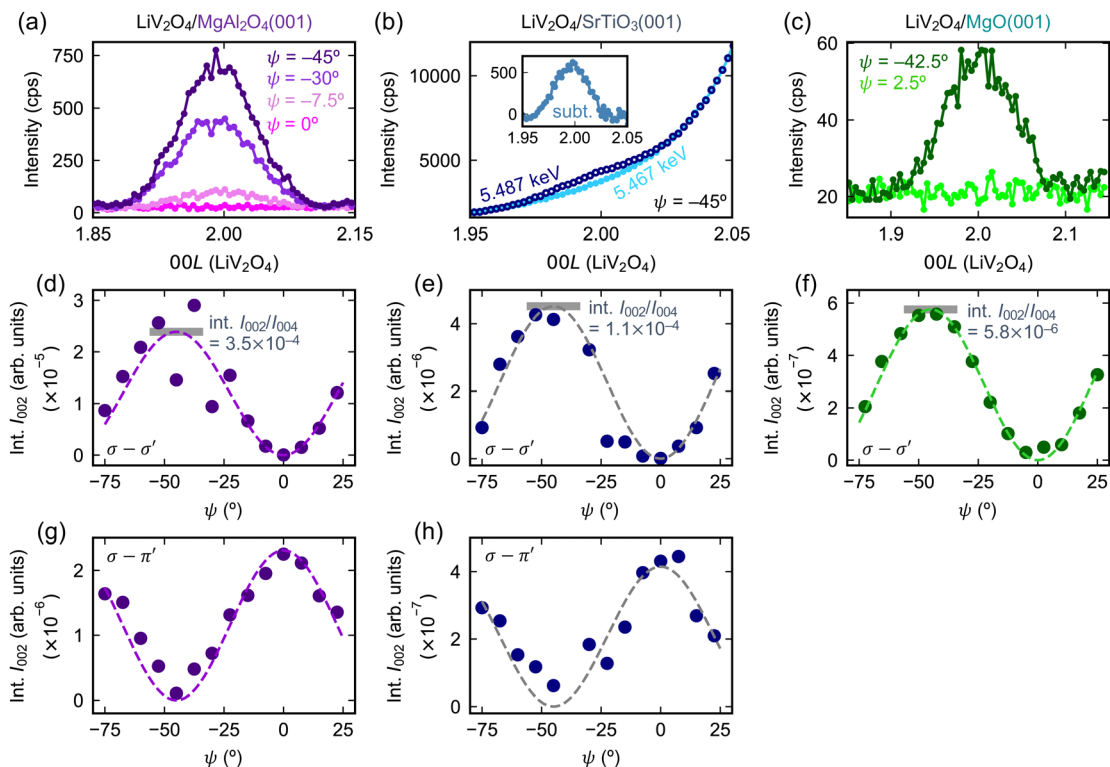 (a)
LiV₂O₄/MgAl₂O₄(001)
Intensity (cps)
750
500
250
0
ψ = −45º
ψ = −30º
ψ = −7.5º
ψ = 0º
1.85
2.00
2.15
00L (LiV₂O₄)
(b)
LiV₂O₄/SrTiO₃(001)
Intensity (cps)
10000
5000
500
0
subt.
1.95
2.00
2.05
5.487 keV
5.467 keV
ψ = −45º
1.95
2.00
2.05
00L (LiV₂O₄)
(c)
LiV₂O₄/MgO(001)
Intensity (cps)
60
40
20
ψ = −42.5º
ψ = 2.5º
1.9
2.0
2.1
00L (LiV₂O₄)
(d)
Int. I₀₀₂ (arb. units)
(×10⁻⁵)
3
2
1
0
int. I₀₀₂/I₀₀₄
= 3.5×10⁻⁴
σ − σ′
−75
−50
−25
0
25
ψ (º)
(e)
Int. I₀₀₂ (arb. units)
(×10⁻⁶)
4
2
0
int. I₀₀₂/I₀₀₄
= 1.1×10⁻⁴
σ − σ′
−75
−50
−25
0
25
ψ (º)
(f)
Int. I₀₀₂ (arb. units)
(×10⁻⁷)
6
4
2
0
int. I₀₀₂/I₀₀₄
= 5.8×10⁻⁶
σ − σ′
−75
−50
−25
0
25
ψ (º)
(g)
Int. I₀₀₂ (arb. units)
(×10⁻⁶)
2
1
0
σ − π′
−75
−50
−25
0
25
ψ (º)
(h)
Int. I₀₀₂ (arb. units)
(×10⁻⁷)
4
2
0
σ − π′
−75
−50
−25
0
25
ψ (º)